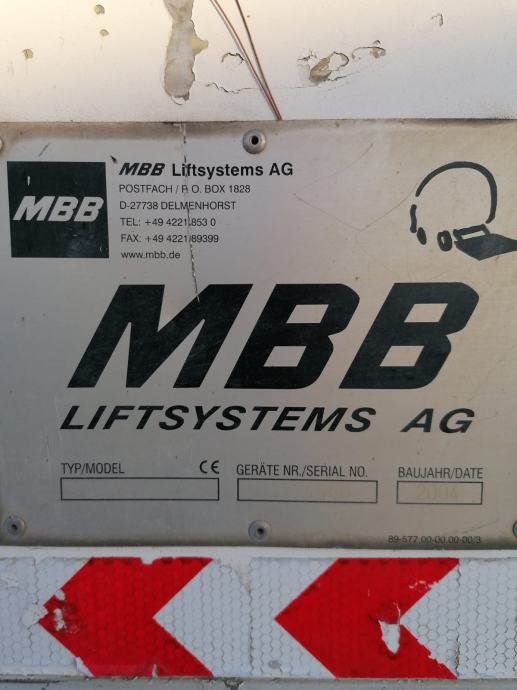 MBB
MBB Liftsystems AG
POSTFACH / P.O. BOX 1828
D-27738 DELMENHORST
TEL: +49 4221 853 0
FAX: +49 4221 89399
www.mbb.de
MBB
LIFTSYSTEMS AG
TYP/MODEL CE GERÄTE NR./SERIAL NO. BAUJAHR/DATE
2004
89-577.00-00.00-00/3